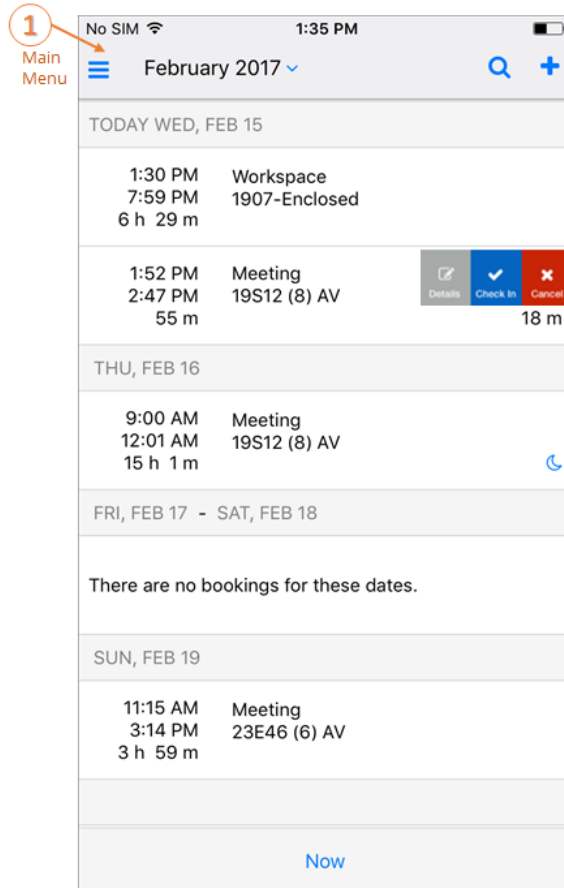 1
Main
Menu
No SIM 1:35 PM
February 2017
TODAY WED, FEB 15
1:30 PM Workspace
7:59 PM 1907-Enclosed
6 h 29 m
1:52 PM Meeting
2:47 PM 19S12 (8) AV
55 m
Details Check In Cancel
18 m
THU, FEB 16
9:00 AM Meeting
12:01 AM 19S12 (8) AV
15 h 1 m
FRI, FEB 17 - SAT, FEB 18
There are no bookings for these dates.
SUN, FEB 19
11:15 AM Meeting
3:14 PM 23E46 (6) AV
3 h 59 m
Now